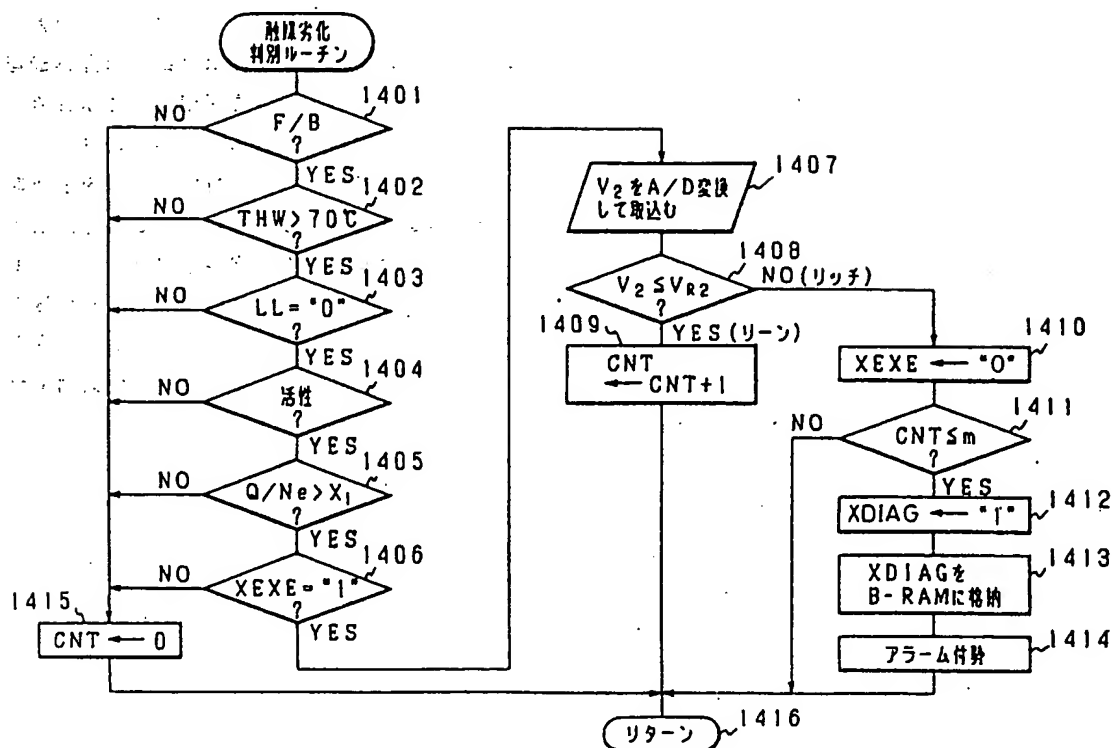 触媒劣化
判別ルーチン
1401
NO
F/B
?
YES
1402
NO
THW>70℃
?
YES
1403
NO
LL="0"
?
YES
1404
NO
活性
?
YES
1405
NO
Q/Ne>X₁
?
YES
1406
NO
XEXE="1"
?
YES
1415
CNT ← 0
1407
V₂をA/D変換
して取込む
1408
V₂≦V_R2
?
NO(リッチ)
YES(リーン)
1409
CNT
← CNT+1
1410
XEXE ← "0"
1411
NO
CNT≦m
?
YES
1412
XDIAG ← "1"
1413
XDIAGを
B-RAMに格納
1414
アラーム付勢
リターン
1416